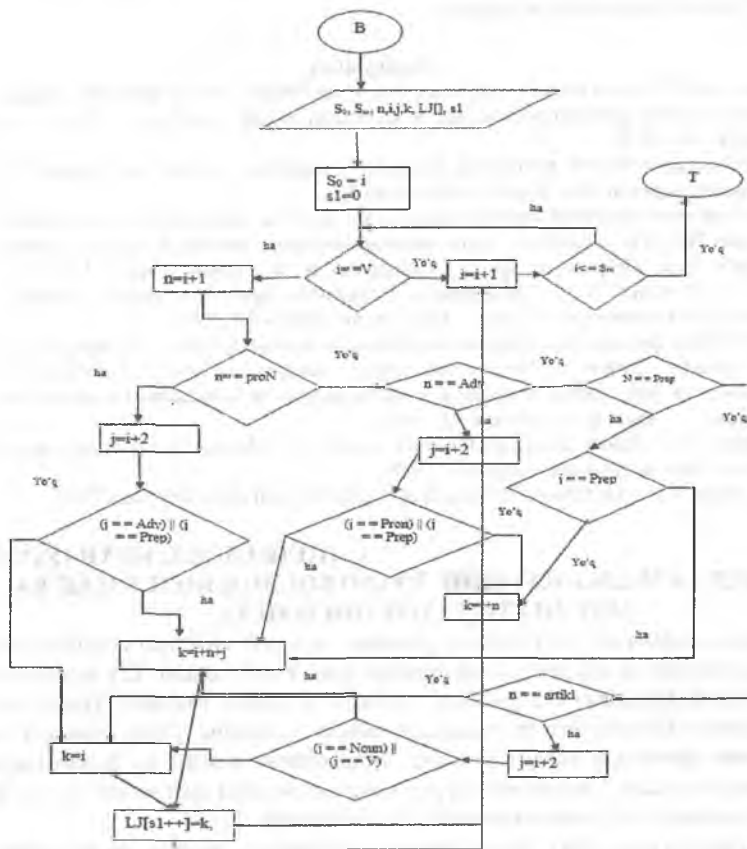 B
S₀, Sₘ, n,i,j,k, LJ[], s1
S₀ = i
s1=0
T
ha
ha
Yo'q
Yo'q
n=i+1
i==V
i=i+1
i<=Sₘ
ha
Yo'q
Yo'q
n==proN
n == Adv
N == Prep
Yo'q
ha
ha
j=i+2
j=i+2
Yo'q
j == Prep
(j == Adv) || (j
== Prep)
(j == Pron) || (j
== Prep)
Yo'q
ha
Yo'q
ha
k=i+n
ha
k=i+n+j
ha
Yo'q
n == artikl
ha
k=i
(j == Noun) ||
(j == V)
j=i+2
LJ[s1++]=k,